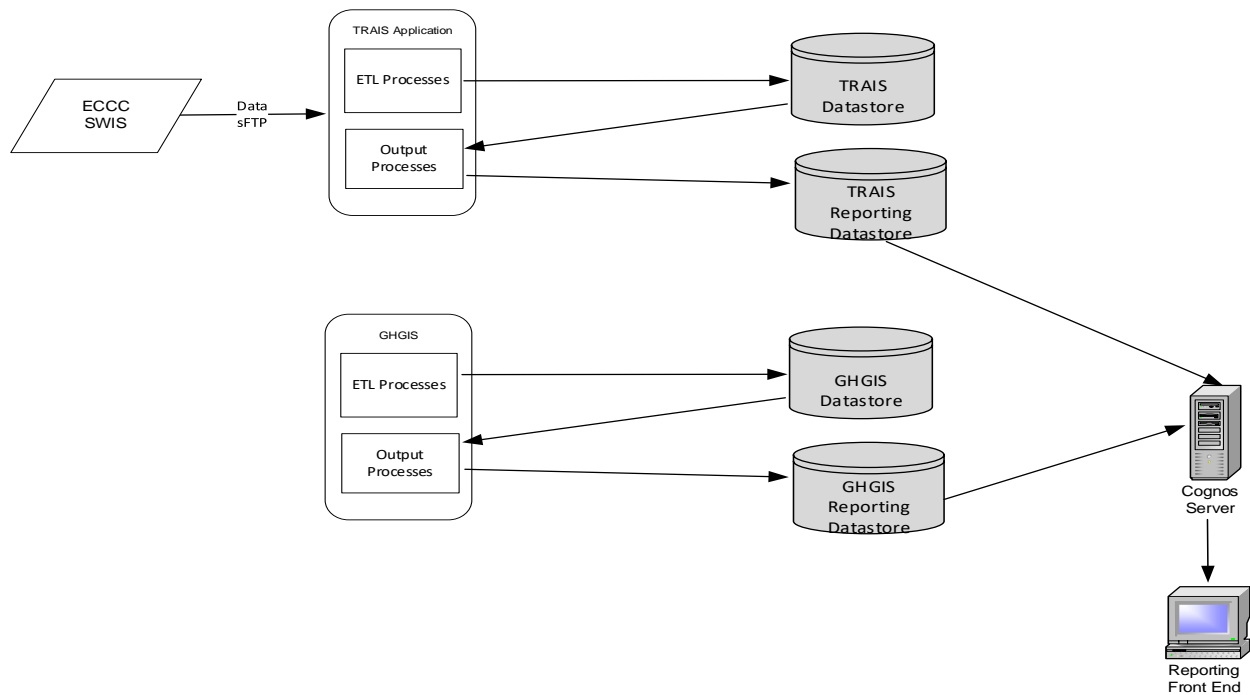 TRAIS Application
ETL Processes
Output
Processes
ECCC
SWIS
Data
sFTP
TRAIS
Datastore
TRAIS
Reporting
Datastore
GHGIS
ETL Processes
Output
Processes
GHGIS
Datastore
GHGIS
Reporting
Datastore
Cognos
Server
Reporting
Front End